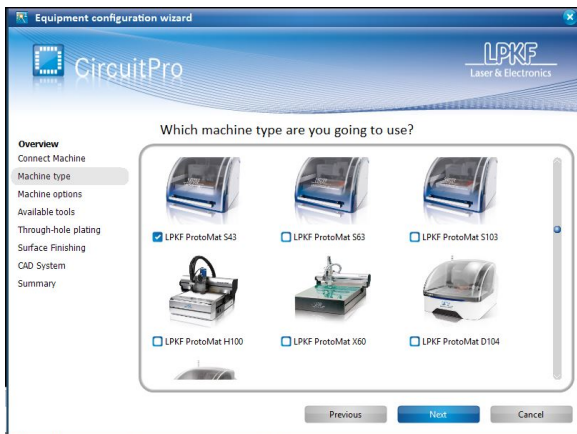 Equipment configuration wizard
CircuitPro
LPKF
Laser & Electronics
Which machine type are you going to use?
Overview
Connect Machine
Machine type
Machine options
Available tools
Through-hole plating
Surface Finishing
CAD System
Summary
LPKF ProtoMat S43
LPKF ProtoMat S63
LPKF ProtoMat S103
LPKF ProtoMat H100
LPKF ProtoMat X60
LPKF ProtoMat D104
Previous
Next
Cancel